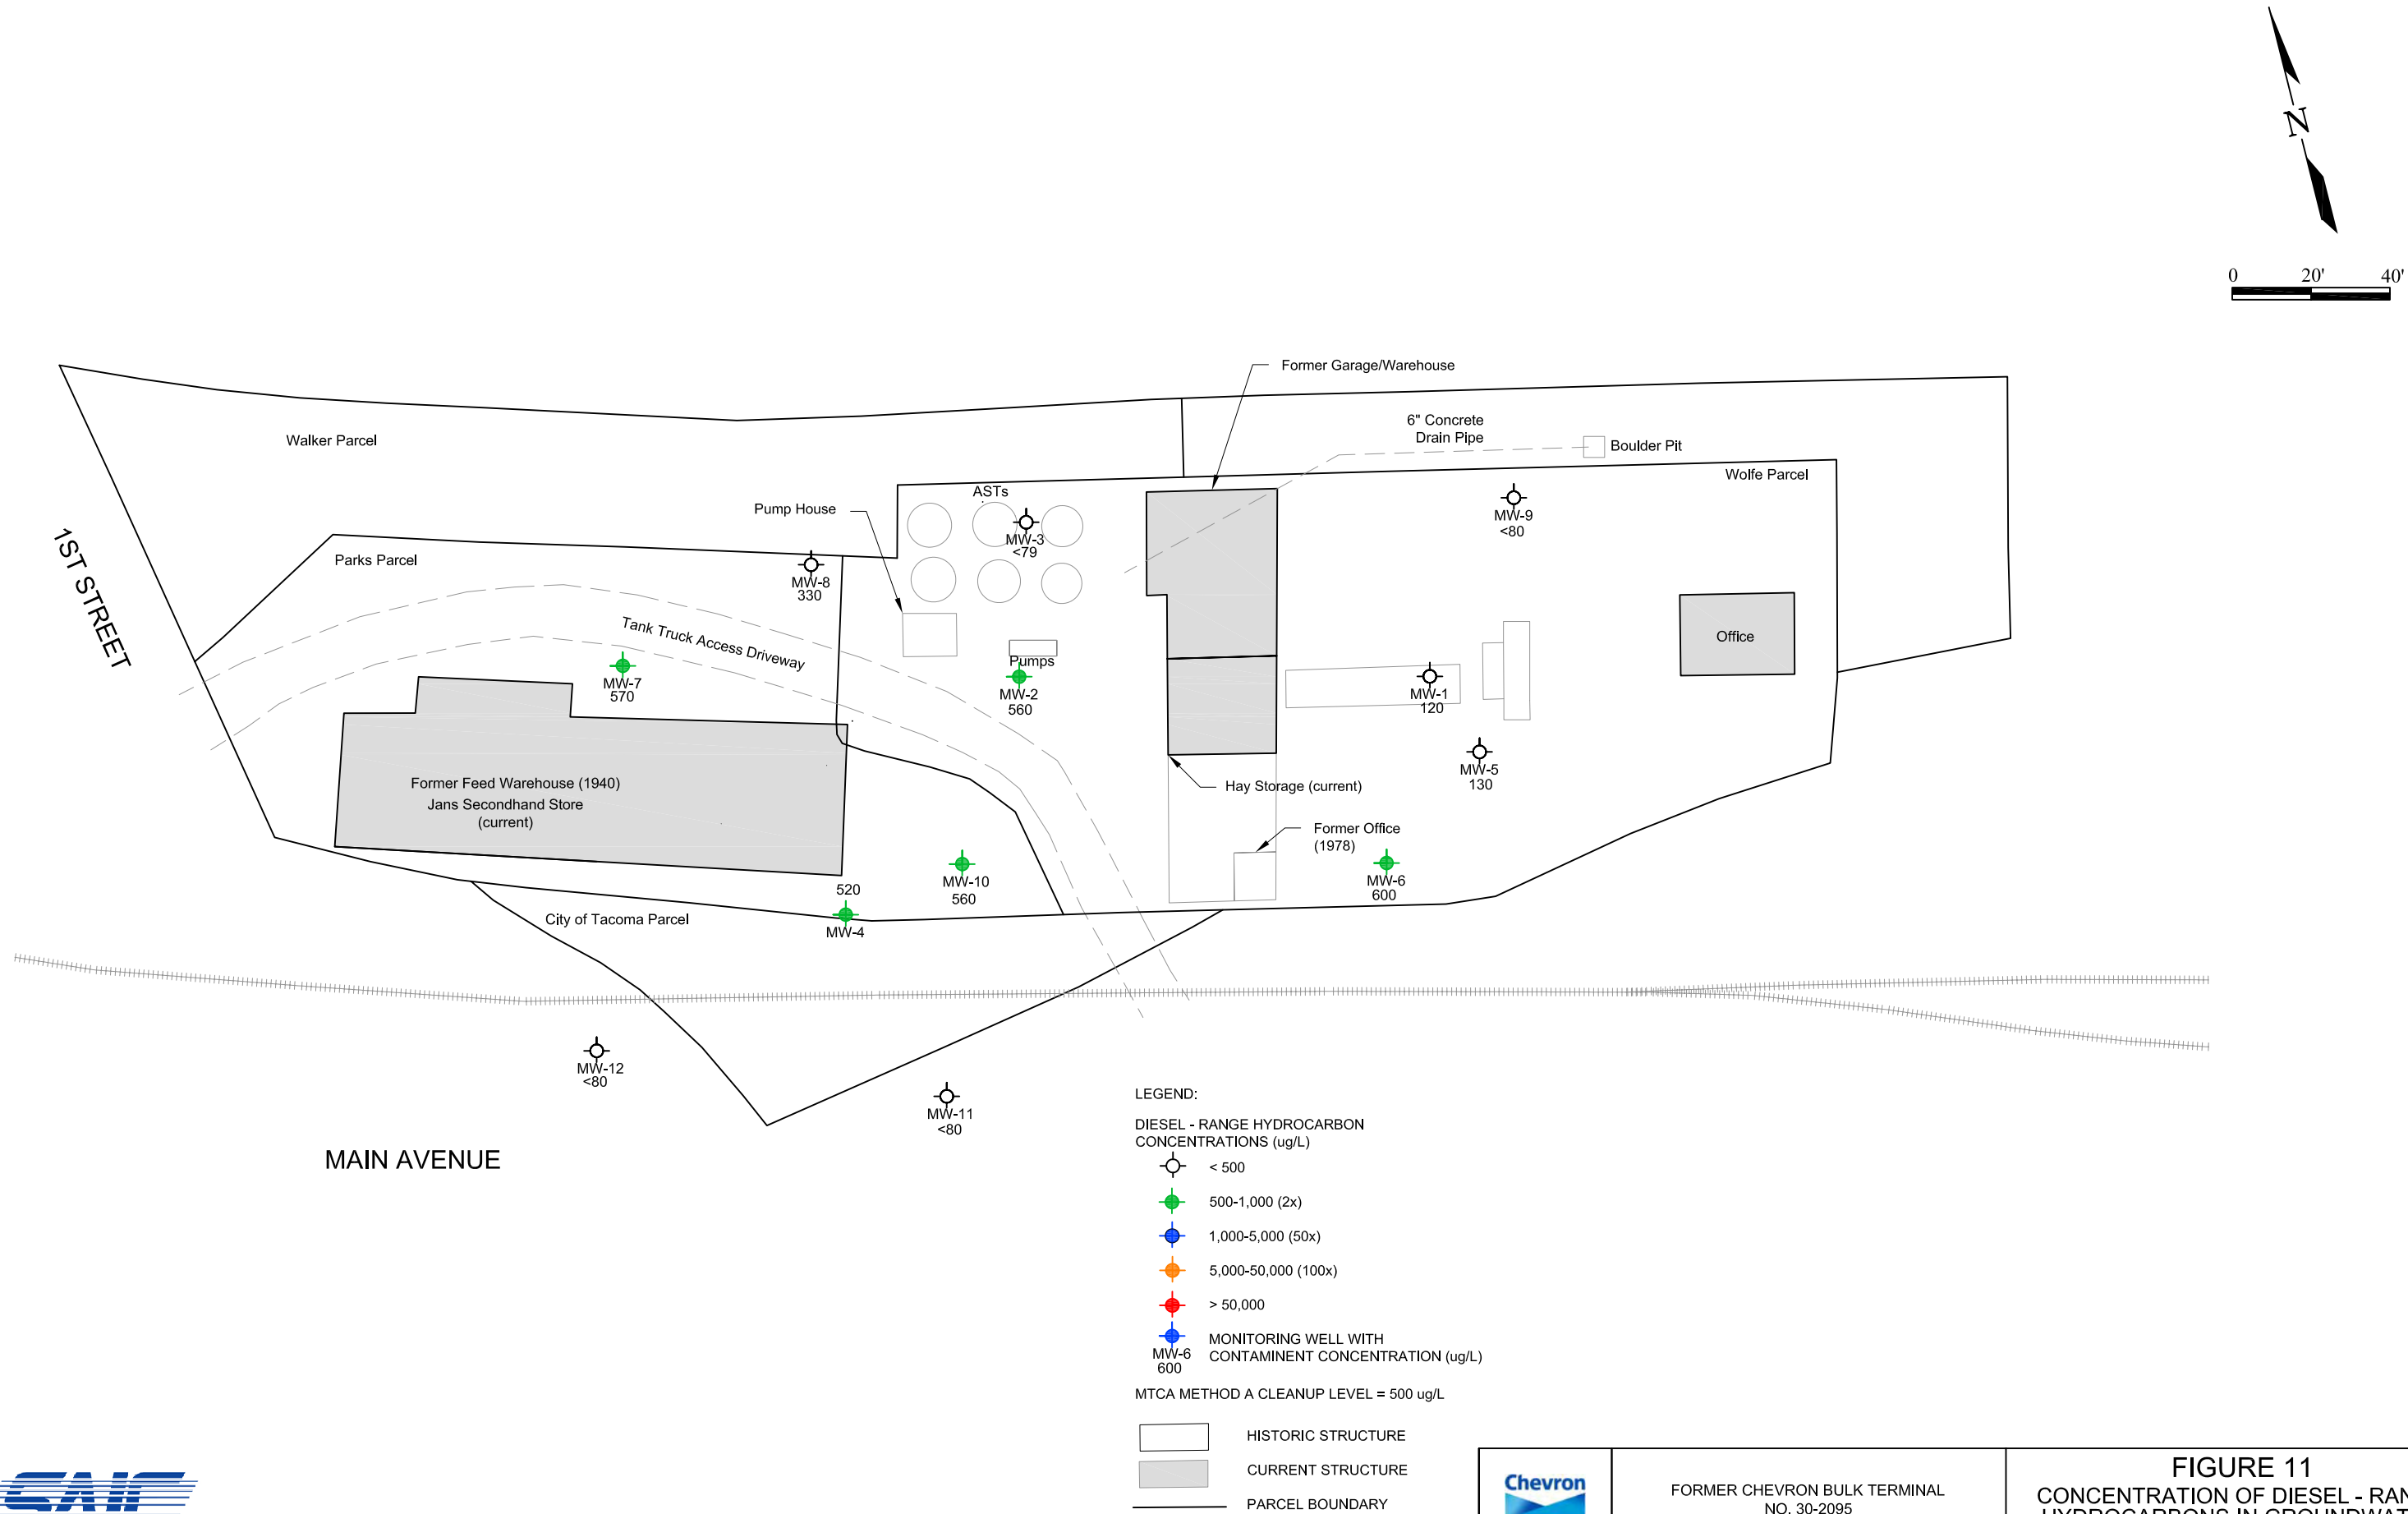 N
0 20' 40'
Former Garage/Warehouse
6" Concrete
Drain Pipe
Boulder Pit
Walker Parcel
Wolfe Parcel
ASTs
Pump House
MW-3
<79
MW-9
<80
1ST STREET
Parks Parcel
MW-8
330
Tank Truck Access Driveway
Office
Pumps
MW-7
570
MW-2
560
MW-1
120
MW-5
130
Former Feed Warehouse (1940)
Jans Secondhand Store
(current)
Hay Storage (current)
Former Office
(1978)
MW-10
560
MW-6
600
520
MW-4
City of Tacoma Parcel
MW-12
<80
MW-11
<80
MAIN AVENUE
LEGEND:
DIESEL - RANGE HYDROCARBON
CONCENTRATIONS (ug/L)
< 500
500-1,000 (2x)
1,000-5,000 (50x)
5,000-50,000 (100x)
> 50,000
MW-6
600
MONITORING WELL WITH
CONTAMINENT CONCENTRATION (ug/L)
MTCA METHOD A CLEANUP LEVEL = 500 ug/L
HISTORIC STRUCTURE
CURRENT STRUCTURE
PARCEL BOUNDARY
SAIC
Chevron
FORMER CHEVRON BULK TERMINAL
NO. 30-2095
FIGURE 11
CONCENTRATION OF DIESEL - RAN
HYDROCARBONS IN GROUNDWAT